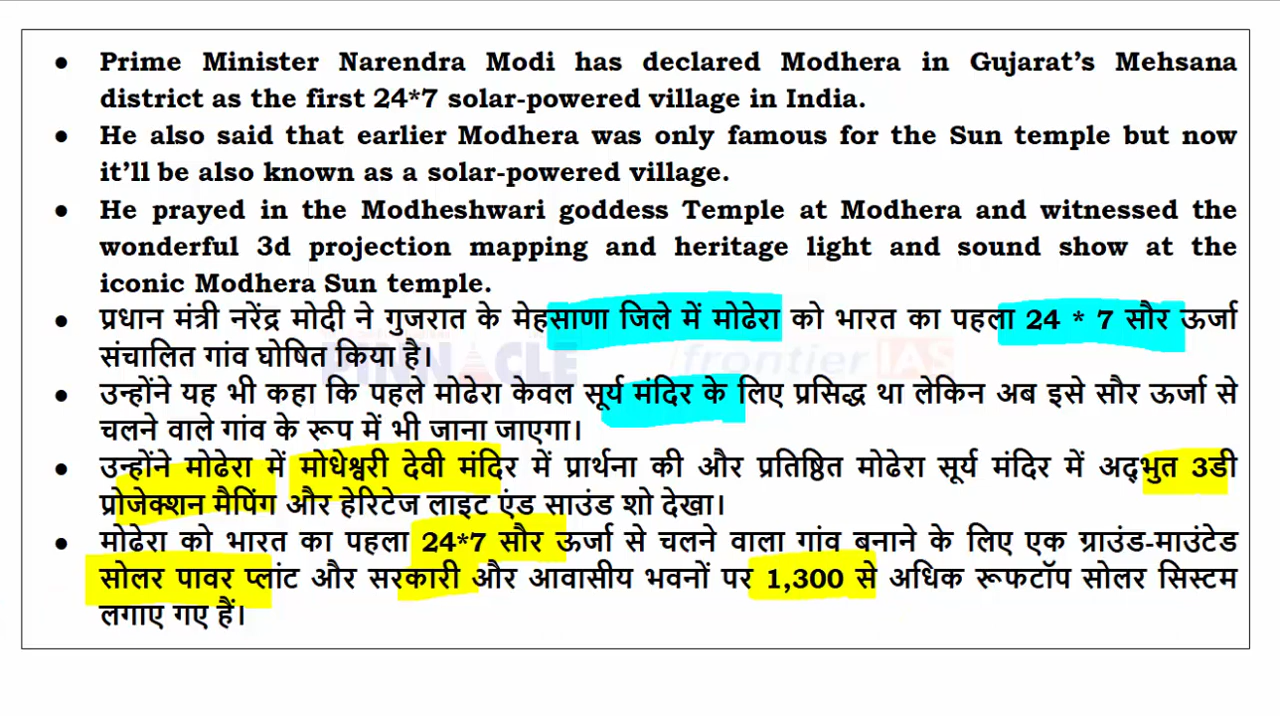 ● Prime Minister Narendra Modi has declared Modhera in Gujarat's Mehsana
district as the first 24*7 solar-powered village in India.
● He also said that earlier Modhera was only famous for the Sun temple but now
it'll be also known as a solar-powered village.
● He prayed in the Modheshwari goddess Temple at Modhera and witnessed the
wonderful 3d projection mapping and heritage light and sound show at the
iconic Modhera Sun temple.
● प्रधान मंत्री नरेंद्र मोदी ने गुजरात के मेहसाणा जिले में मोढेरा को भारत का पहला 24 * 7 सौर ऊर्जा
संचालित गांव घोषित किया है।
PINNACLE frontier IAS
● उन्होंने यह भी कहा कि पहले मोढेरा केवल सूर्य मंदिर के लिए प्रसिद्ध था लेकिन अब इसे सौर ऊर्जा से
चलने वाले गांव के रूप में भी जाना जाएगा।
● उन्होंने मोढेरा में मोधेश्वरी देवी मंदिर में प्रार्थना की और प्रतिष्ठित मोढेरा सूर्य मंदिर में अद्भुत 3डी
प्रोजेक्शन मैपिंग और हेरिटेज लाइट एंड साउंड शो देखा।
● मोढेरा को भारत का पहला 24*7 सौर ऊर्जा से चलने वाला गांव बनाने के लिए एक ग्राउंड-माउंटेड
सोलर पावर प्लांट और सरकारी और आवासीय भवनों पर 1,300 से अधिक रूफटॉप सोलर सिस्टम
लगाए गए हैं।